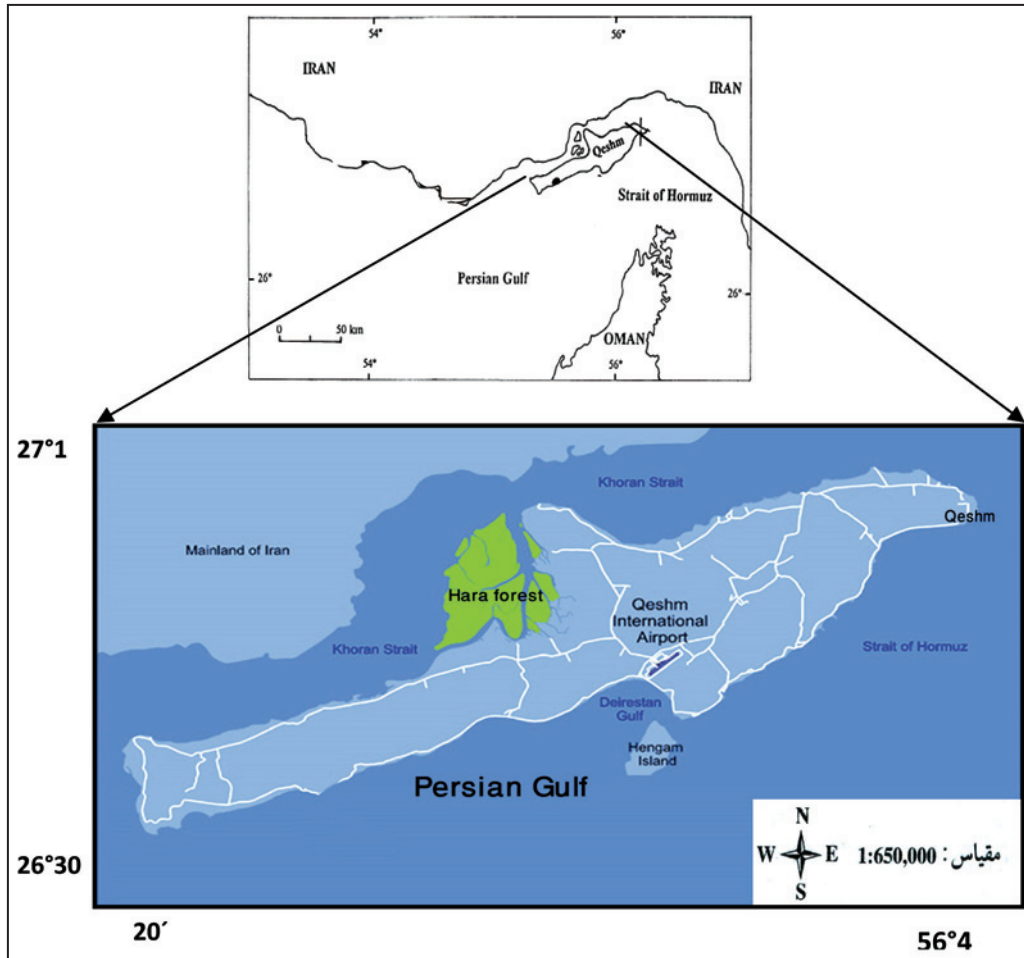 54°
56°
IRAN
IRAN
Qeshm
Strait of Hormuz
Persian Gulf
26°
26°
0 50 km
OMAN
54°
56°
27°1
Khoran Strait
Qeshm
Mainland of Iran
Hara forest
Qeshm
International
Airport
Khoran Strait
Strait of Hormuz
Deirestan
Gulf
Hengam
Island
Persian Gulf
N
W E
S
مقیاس : 1:650,000
26°30
20′
56°4